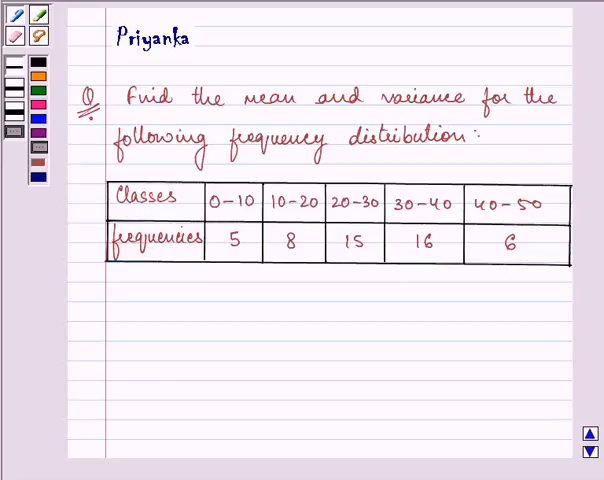 Priyanka
Q. Find the mean and variance for the
following frequency distribution:
Classes 0-10 10-20 20-30 30-40 40-50
frequencies 5 8 15 16 6